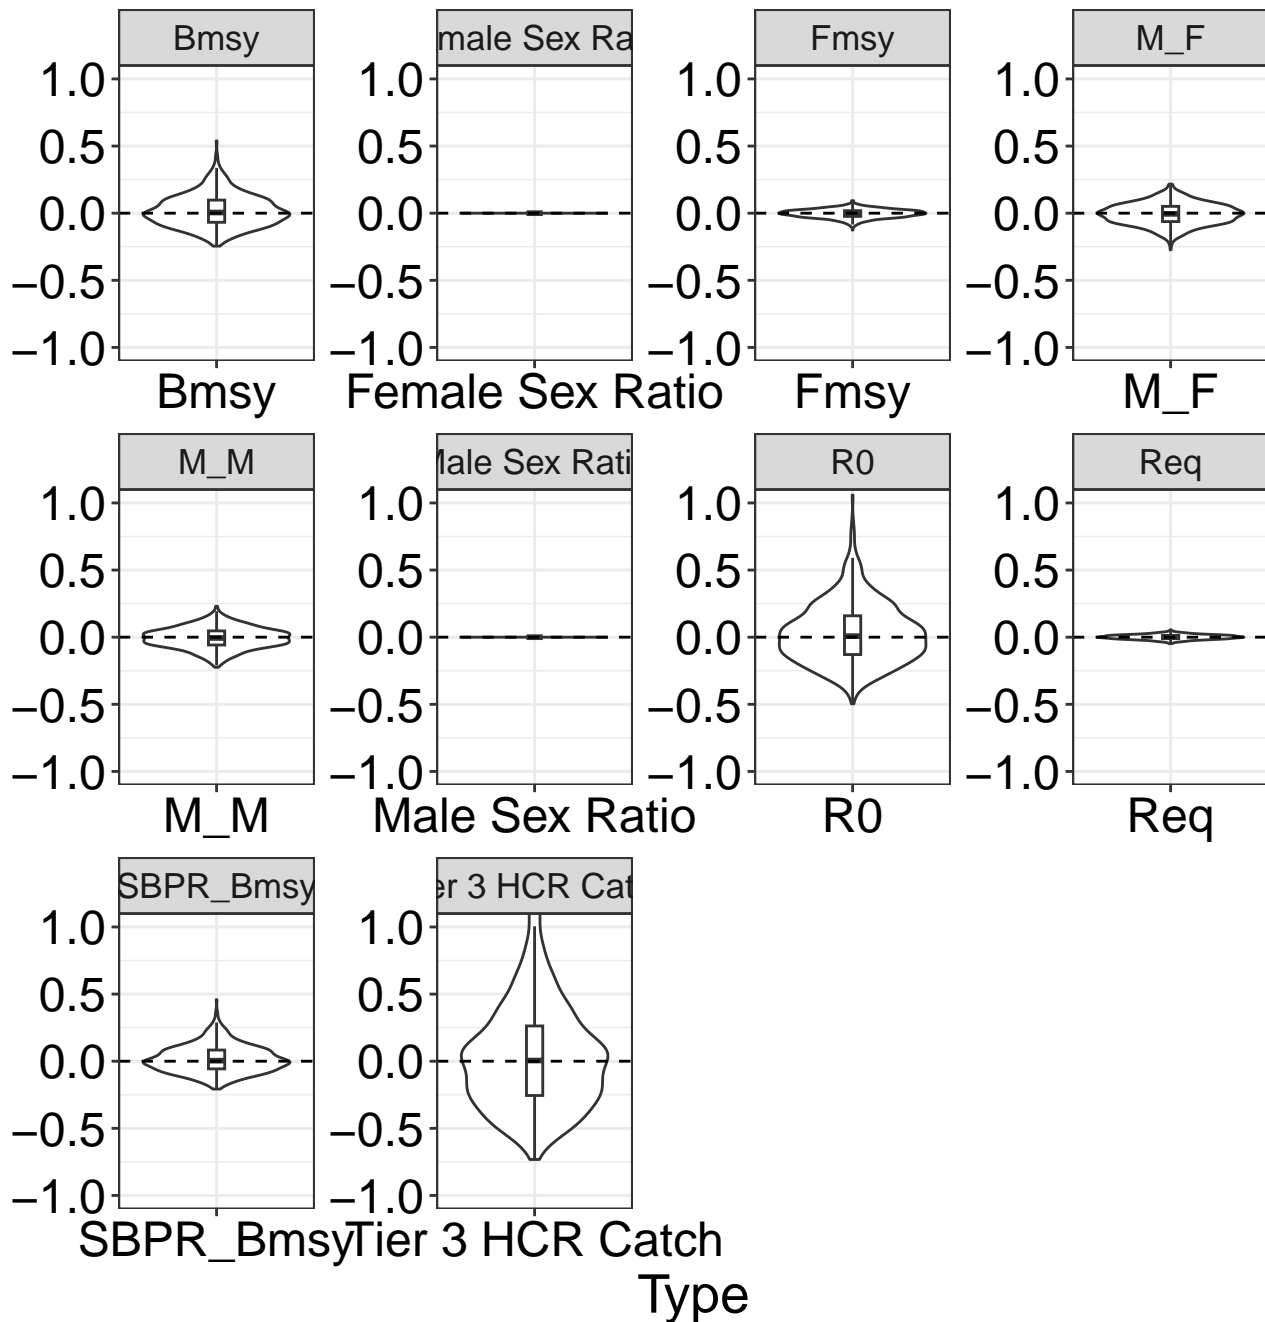 Bmsy
male Sex Ra
Fmsy
M_F
1.0
0.5
0.0
−0.5
−1.0
1.0
0.5
0.0
−0.5
−1.0
1.0
0.5
0.0
−0.5
−1.0
1.0
0.5
0.0
−0.5
−1.0
Bmsy
Female Sex Ratio
Fmsy
M_F
M_M
Male Sex Rati
R0
Req
1.0
0.5
0.0
−0.5
−1.0
1.0
0.5
0.0
−0.5
−1.0
1.0
0.5
0.0
−0.5
−1.0
1.0
0.5
0.0
−0.5
−1.0
M_M
Male Sex Ratio
R0
Req
SBPR_Bmsy
er 3 HCR Cat
1.0
0.5
0.0
−0.5
−1.0
1.0
0.5
0.0
−0.5
−1.0
SBPR_Bmsy
Tier 3 HCR Catch
Type